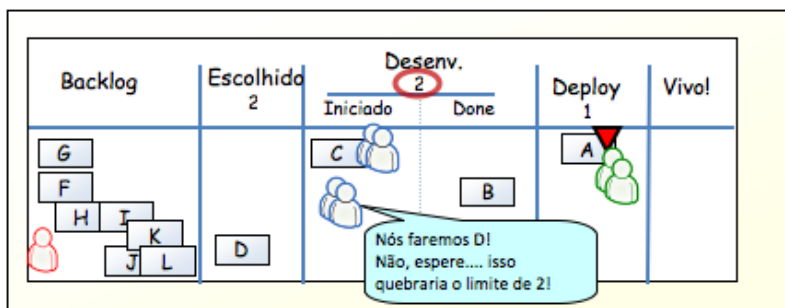 Backlog
Escolhido
2
Desenv.
2
Iniciado
Done
Deploy
1
Vivo!
G
F
H I
K
J L
D
C
B
A
Nós faremos D!
Não, espere.... isso
quebraria o limite de 2!